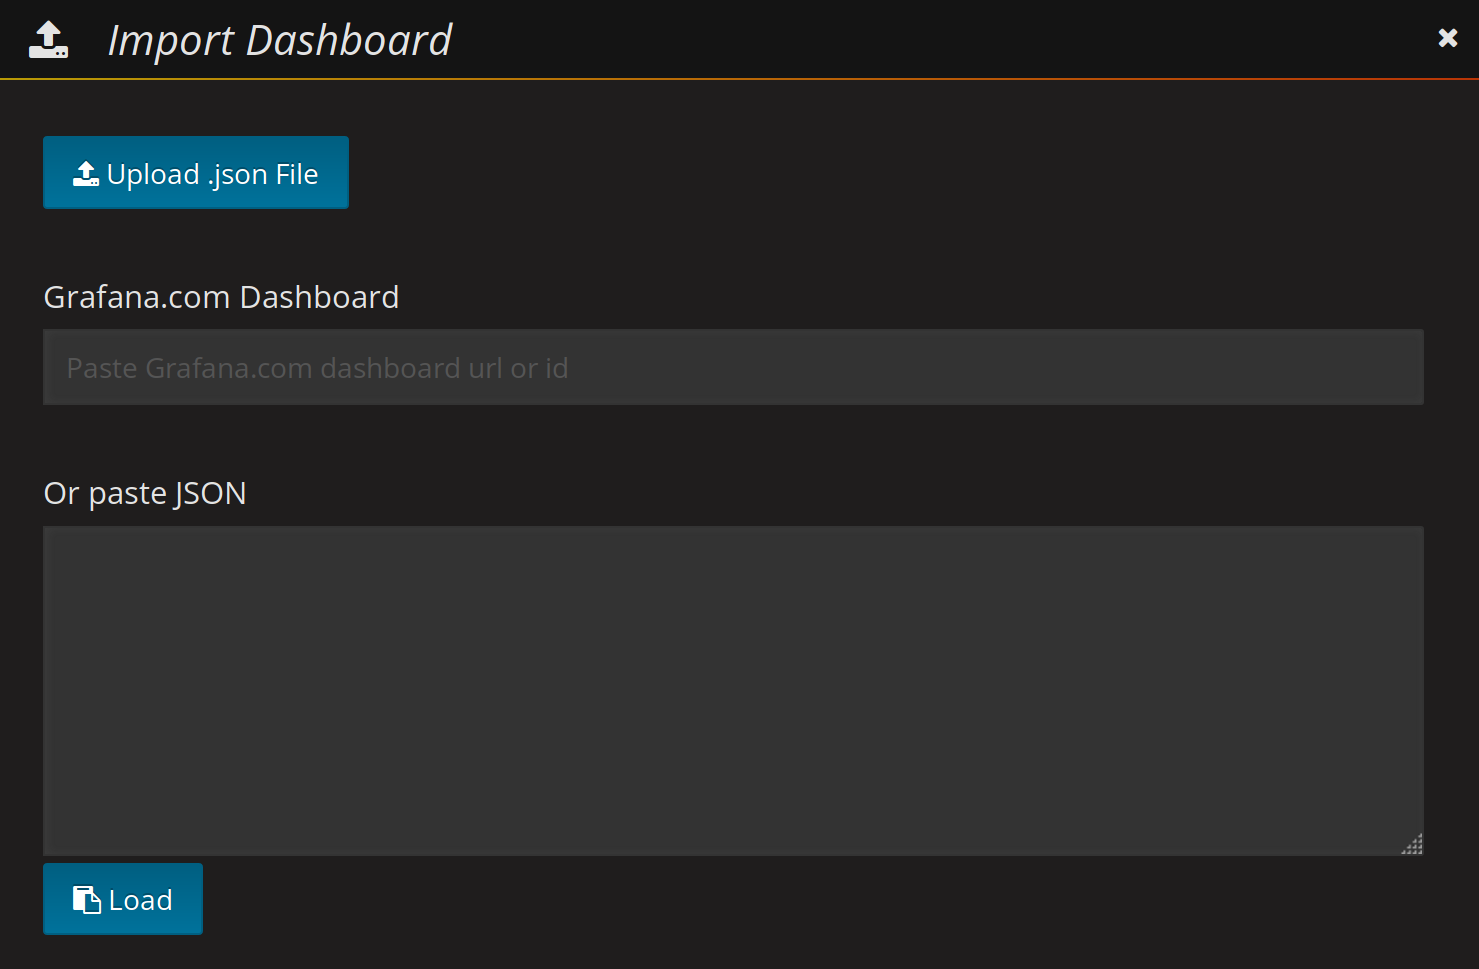 Import Dashboard
Upload .json File
Grafana.com Dashboard
Paste Grafana.com dashboard url or id
Or paste JSON
Load